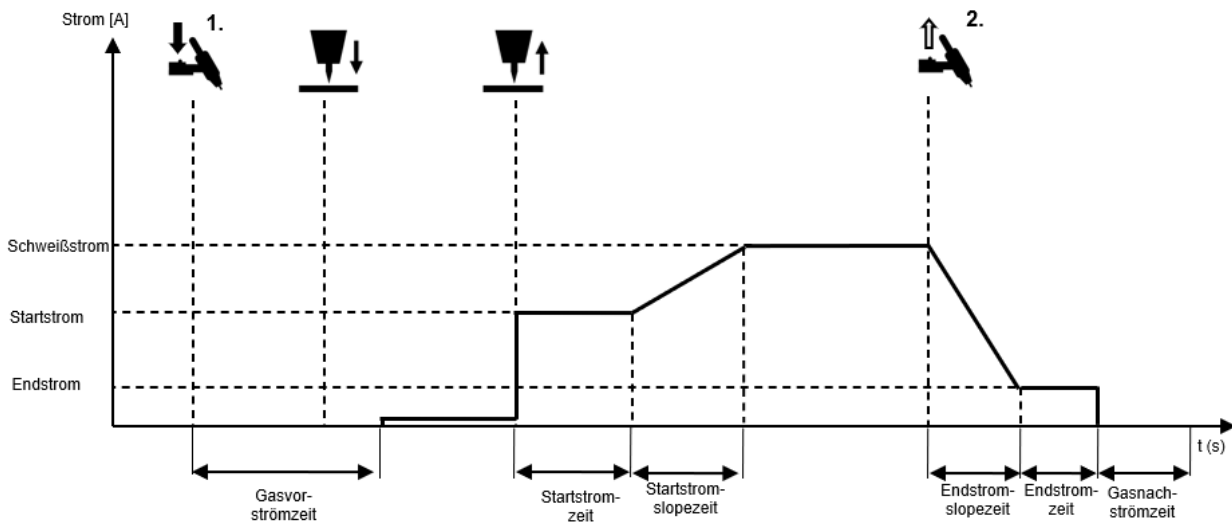 Strom [A]
1.
2.
Schweißstrom
Startstrom
Endstrom
t (s)
Gasvor-
strömzeit
Startstrom-
zeit
Startstrom-
slopezeit
Endstrom-
slopezeit
Endstrom-
zeit
Gasnach-
strömzeit